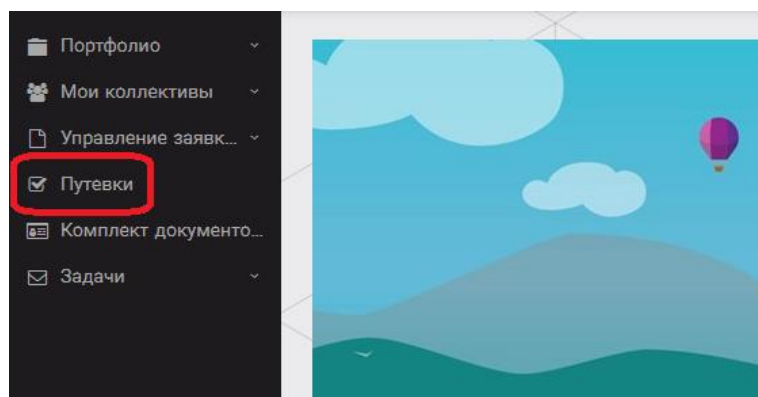 Портфолио
Мои коллективы
Управление заявк...
Путевки
Комплект документо...
Задачи